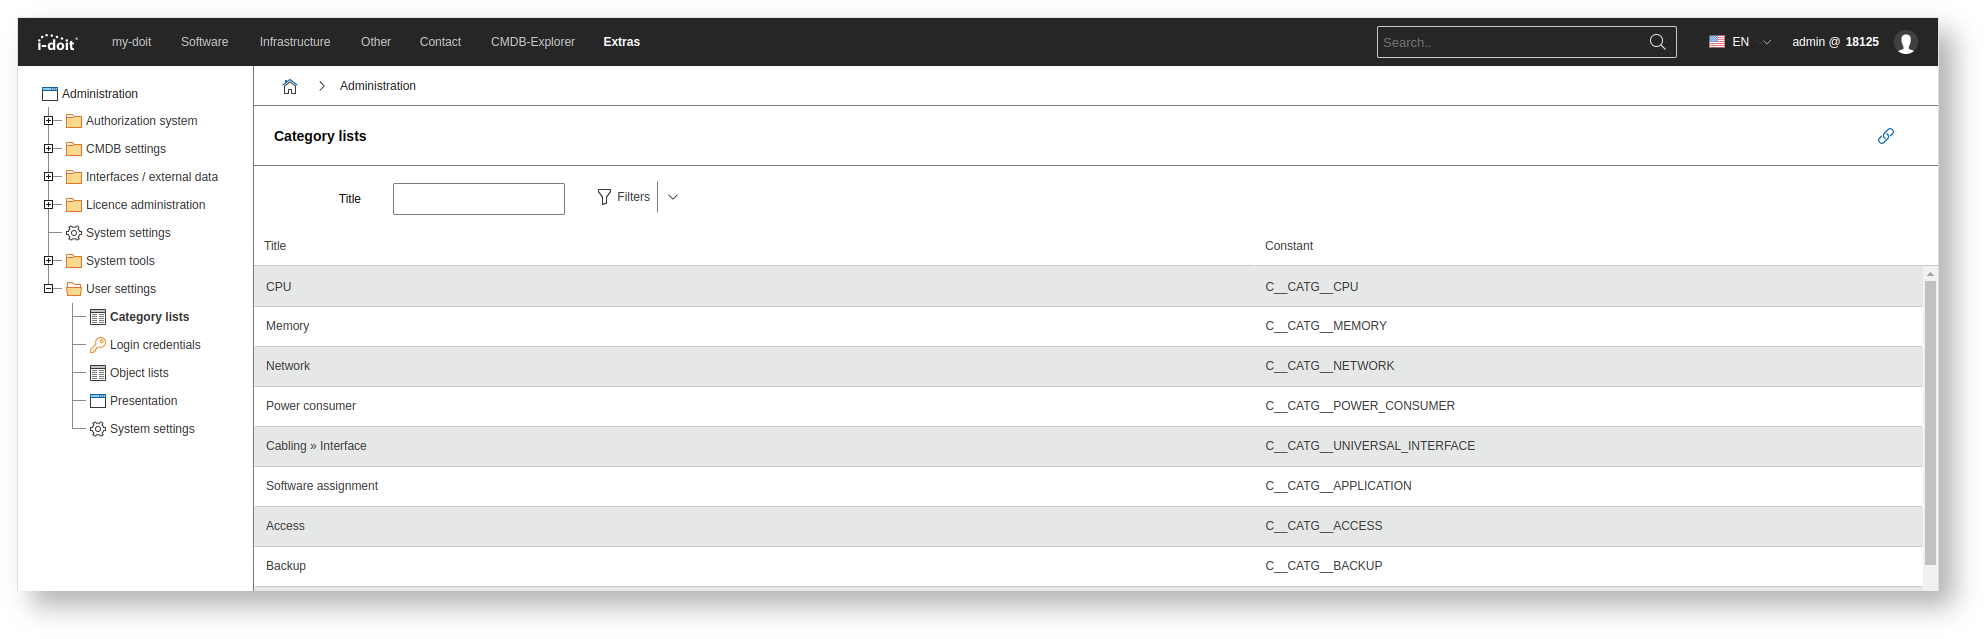 i-doit my-doit Software Infrastructure Other Contact CMDB-Explorer Extras Search.. EN admin @ 18125
Administration
Authorization system
CMDB settings
Interfaces / external data
Licence administration
System settings
System tools
User settings
Category lists
Login credentials
Object lists
Presentation
System settings
Administration
Category lists
Title Filters
Title Constant
CPU C__CATG__CPU
Memory C__CATG__MEMORY
Network C__CATG__NETWORK
Power consumer C__CATG__POWER_CONSUMER
Cabling » Interface C__CATG__UNIVERSAL_INTERFACE
Software assignment C__CATG__APPLICATION
Access C__CATG__ACCESS
Backup C__CATG__BACKUP